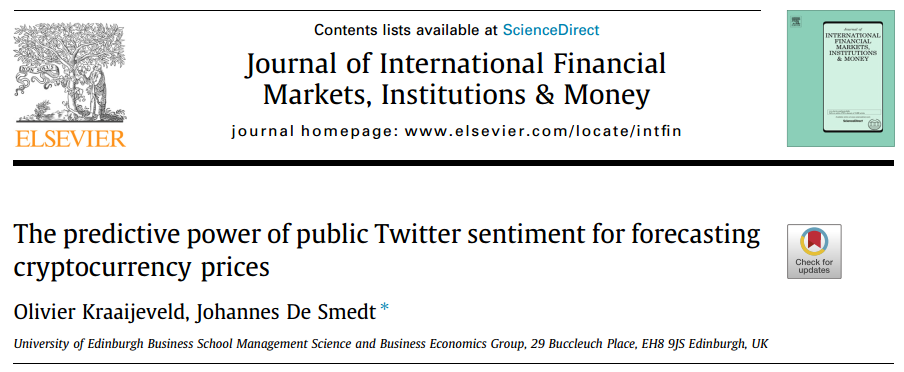 Contents lists available at ScienceDirect
Journal of International Financial
Markets, Institutions & Money
journal homepage: www.elsevier.com/locate/intfin
ELSEVIER
Journal of
INTERNATIONAL
FINANCIAL
MARKETS,
INSTITUTIONS
& MONEY
ScienceDirect
The predictive power of public Twitter sentiment for forecasting
cryptocurrency prices
Check for
updates
Olivier Kraaijeveld, Johannes De Smedt *
University of Edinburgh Business School Management Science and Business Economics Group, 29 Buccleuch Place, EH8 9JS Edinburgh, UK